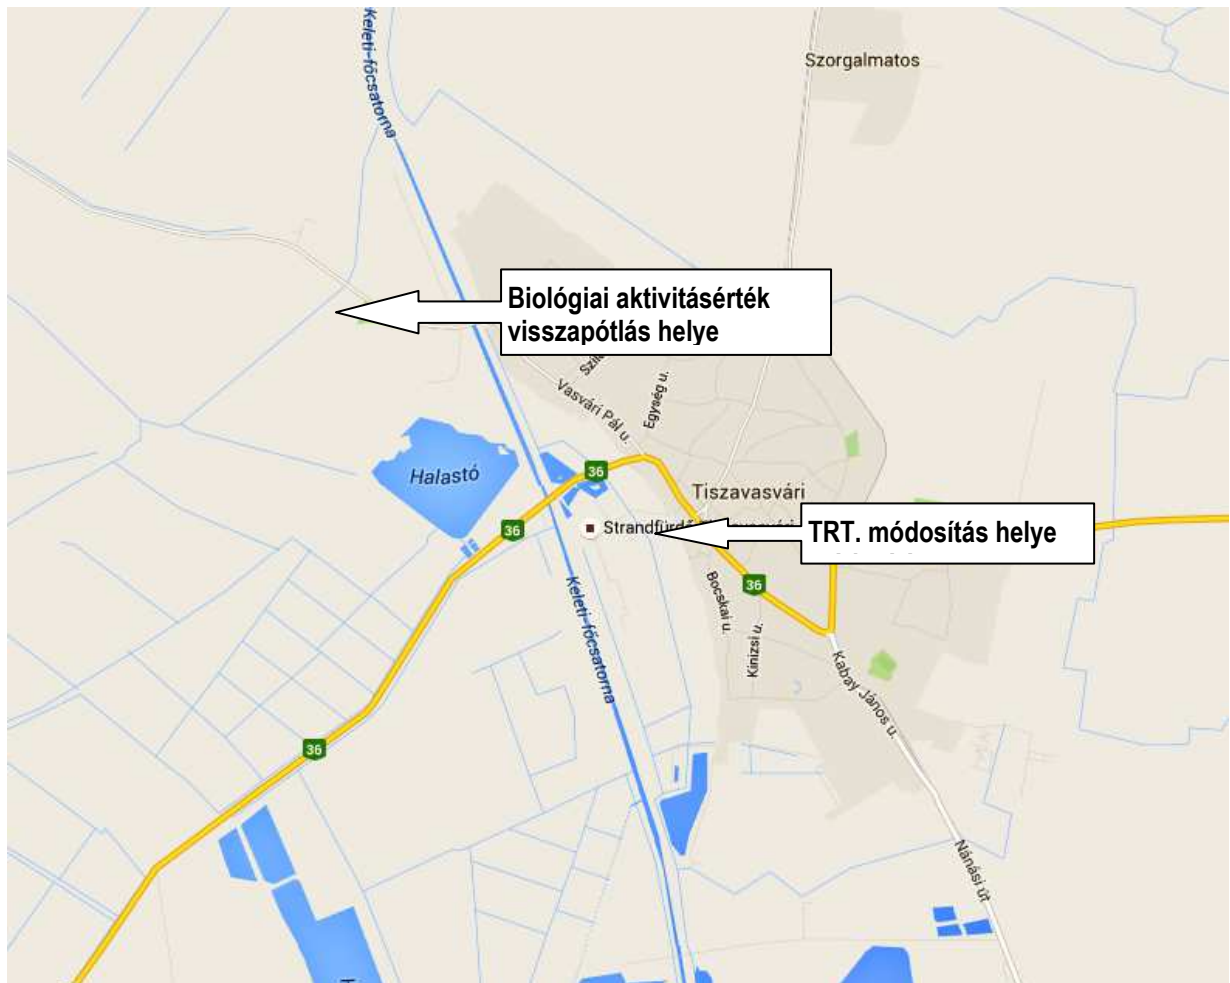 Keleti-főcsatorna
Szorgalmatos
Biológiai aktivitásérték
visszapótlás helye
Vasvári Pál u.
Egység u.
Halastó
36
Tiszavasvári
36
Strandfürdő
TRT. módosítás helye
36
Bocskai u.
Kinizsi u.
Keleti-főcsatorna
Kabay János u.
36
Nánási út